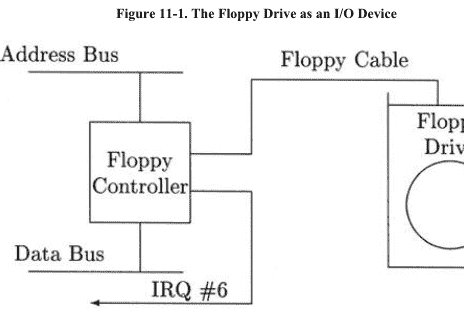 Figure 11-1. The Floppy Drive as an I/O Device
Address Bus
Floppy Cable
Floppy
Controller
Data Bus
IRQ #6